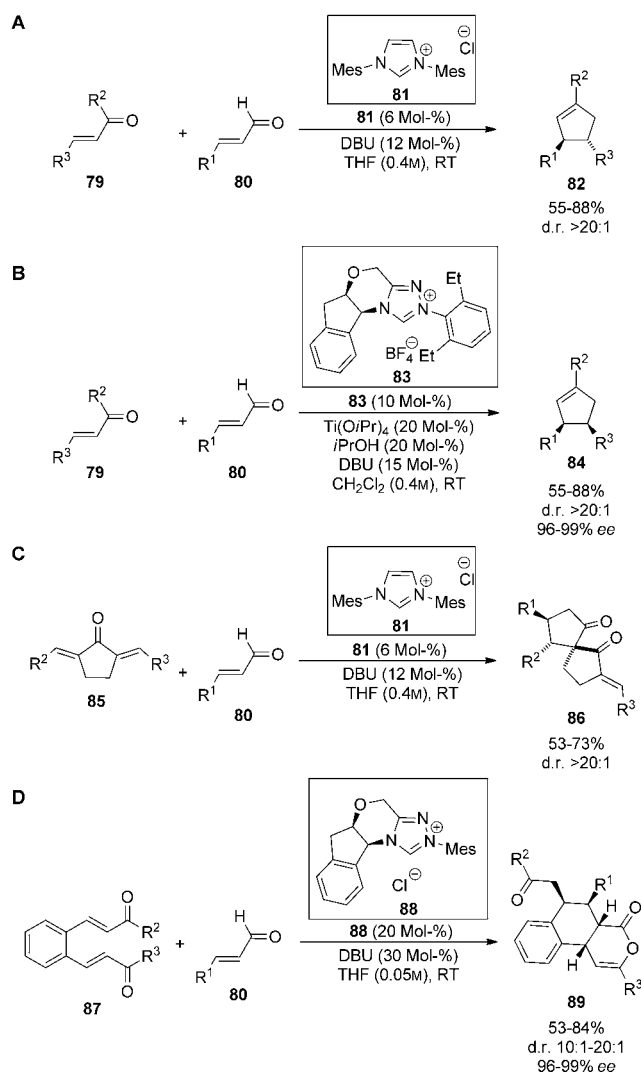 A
R²
O
R³
79
+
H
O
R¹
80
Mes N N Mes
+
−
Cl
81
81 (6 Mol-%)
DBU (12 Mol-%)
THF (0.4M), RT
R²
R¹ R³
82
55-88%
d.r. >20:1
B
R²
O
R³
79
+
H
O
R¹
80
O
N
N
N
+
Et
Et
BF₄
−
83
83 (10 Mol-%)
Ti(OiPr)₄ (20 Mol-%)
iPrOH (20 Mol-%)
DBU (15 Mol-%)
CH₂Cl₂ (0.4M), RT
R²
R¹ R³
84
55-88%
d.r. >20:1
96-99% ee
C
O
R² R³
85
+
H
O
R¹
80
Mes N N Mes
+
−
Cl
81
81 (6 Mol-%)
DBU (12 Mol-%)
THF (0.4M), RT
R¹
O
R²
O
R³
86
53-73%
d.r. >20:1
D
R²
O
R³
O
87
+
H
O
R¹
80
O
N
N
N
+
Mes
Cl
−
88
88 (20 Mol-%)
DBU (30 Mol-%)
THF (0.05M), RT
R²
O
R¹
H
O
O
H
R³
89
53-84%
d.r. 10:1-20:1
96-99% ee